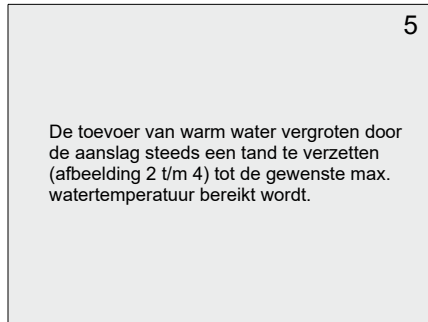 5
De toevoer van warm water vergroten door
de aanslag steeds een tand te verzetten
(afbeelding 2 t/m 4) tot de gewenste max.
watertemperatuur bereikt wordt.